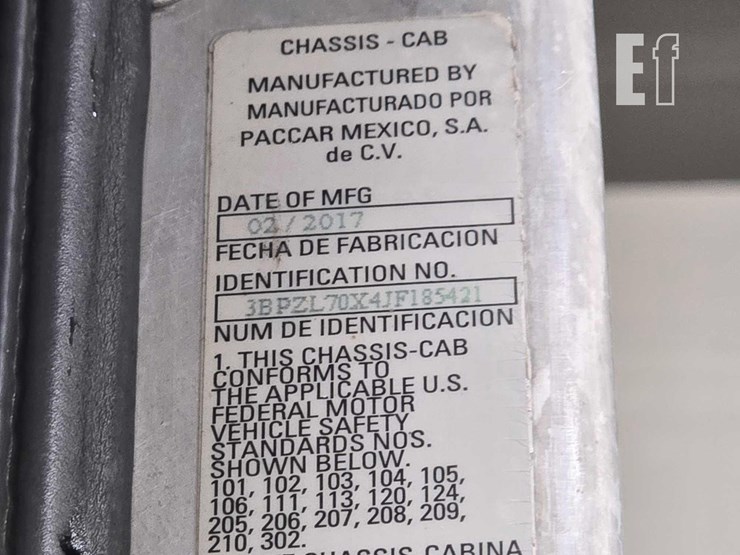 Ef
CHASSIS - CAB
MANUFACTURED BY
MANUFACTURADO POR
PACCAR MEXICO, S.A.
de C.V.
DATE OF MFG
02/2017
FECHA DE FABRICACION
IDENTIFICATION NO.
3BPZL70X4JF185421
NUM DE IDENTIFICACION
1. THIS CHASSIS-CAB
CONFORMS TO
THE APPLICABLE U.S.
FEDERAL MOTOR
VEHICLE SAFETY
STANDARDS NOS.
SHOWN BELOW.
101, 102, 103, 104, 105,
106, 111, 113, 120, 124,
205, 206, 207, 208, 209,
210, 302.
CHASSIS-CABINA